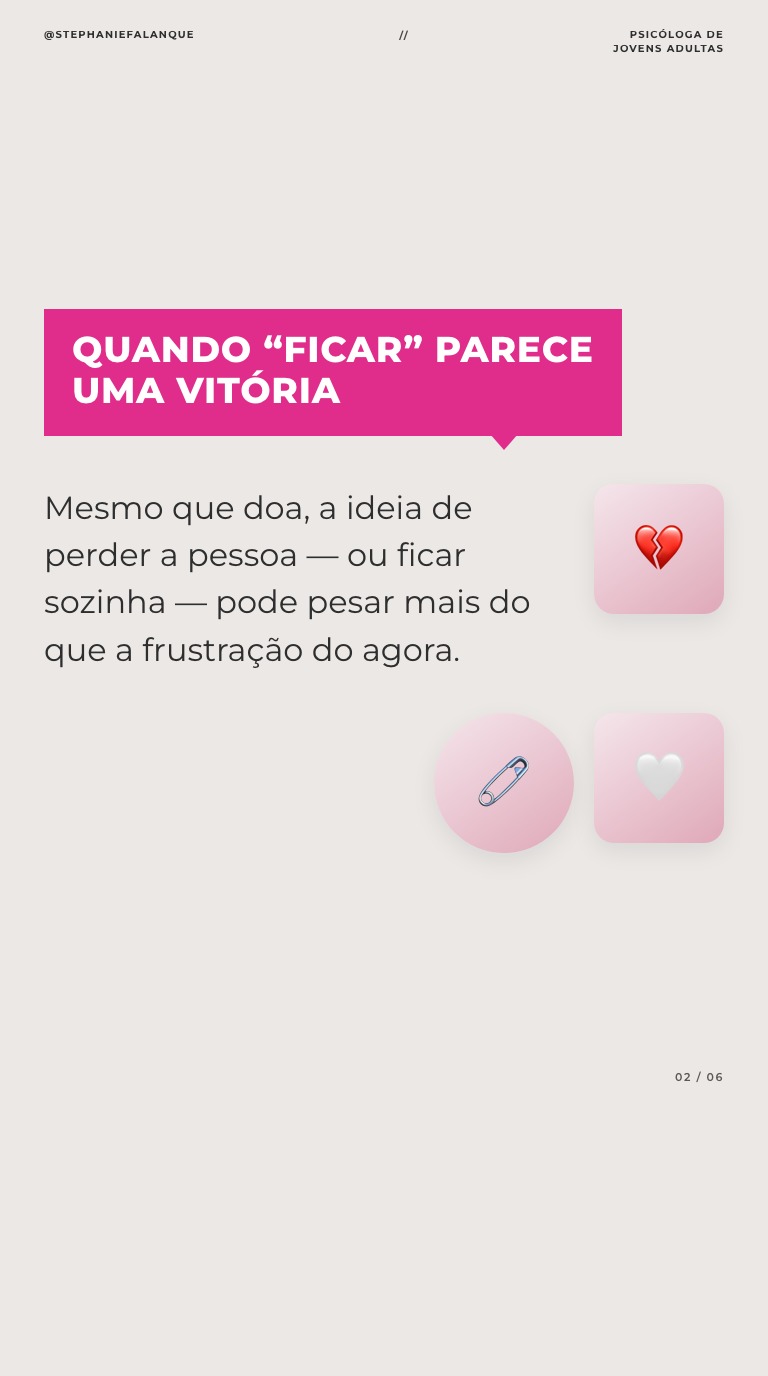 @STEPHANIEFALANQUE
//
PSICÓLOGA DE
JOVENS ADULTAS
QUANDO “FICAR” PARECE
UMA VITÓRIA
Mesmo que doa, a ideia de
perder a pessoa — ou ficar
sozinha — pode pesar mais do
que a frustração do agora.
02 / 06